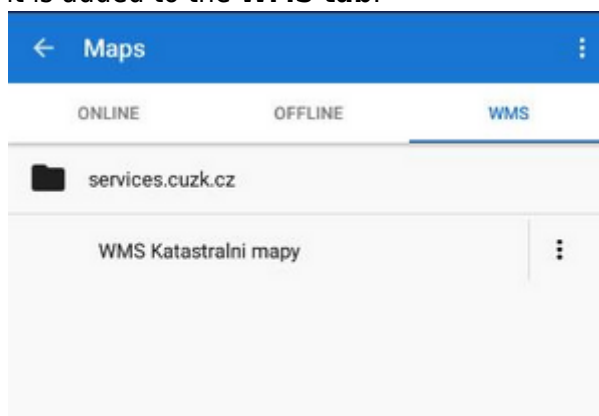 it is added to the WMS tab.
Maps
ONLINE OFFLINE WMS
services.cuzk.cz
WMS Katastralni mapy